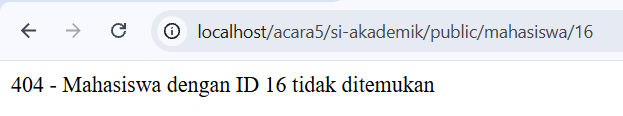 localhost/acara5/si-akademik/public/mahasiswa/16
404 - Mahasiswa dengan ID 16 tidak ditemukan